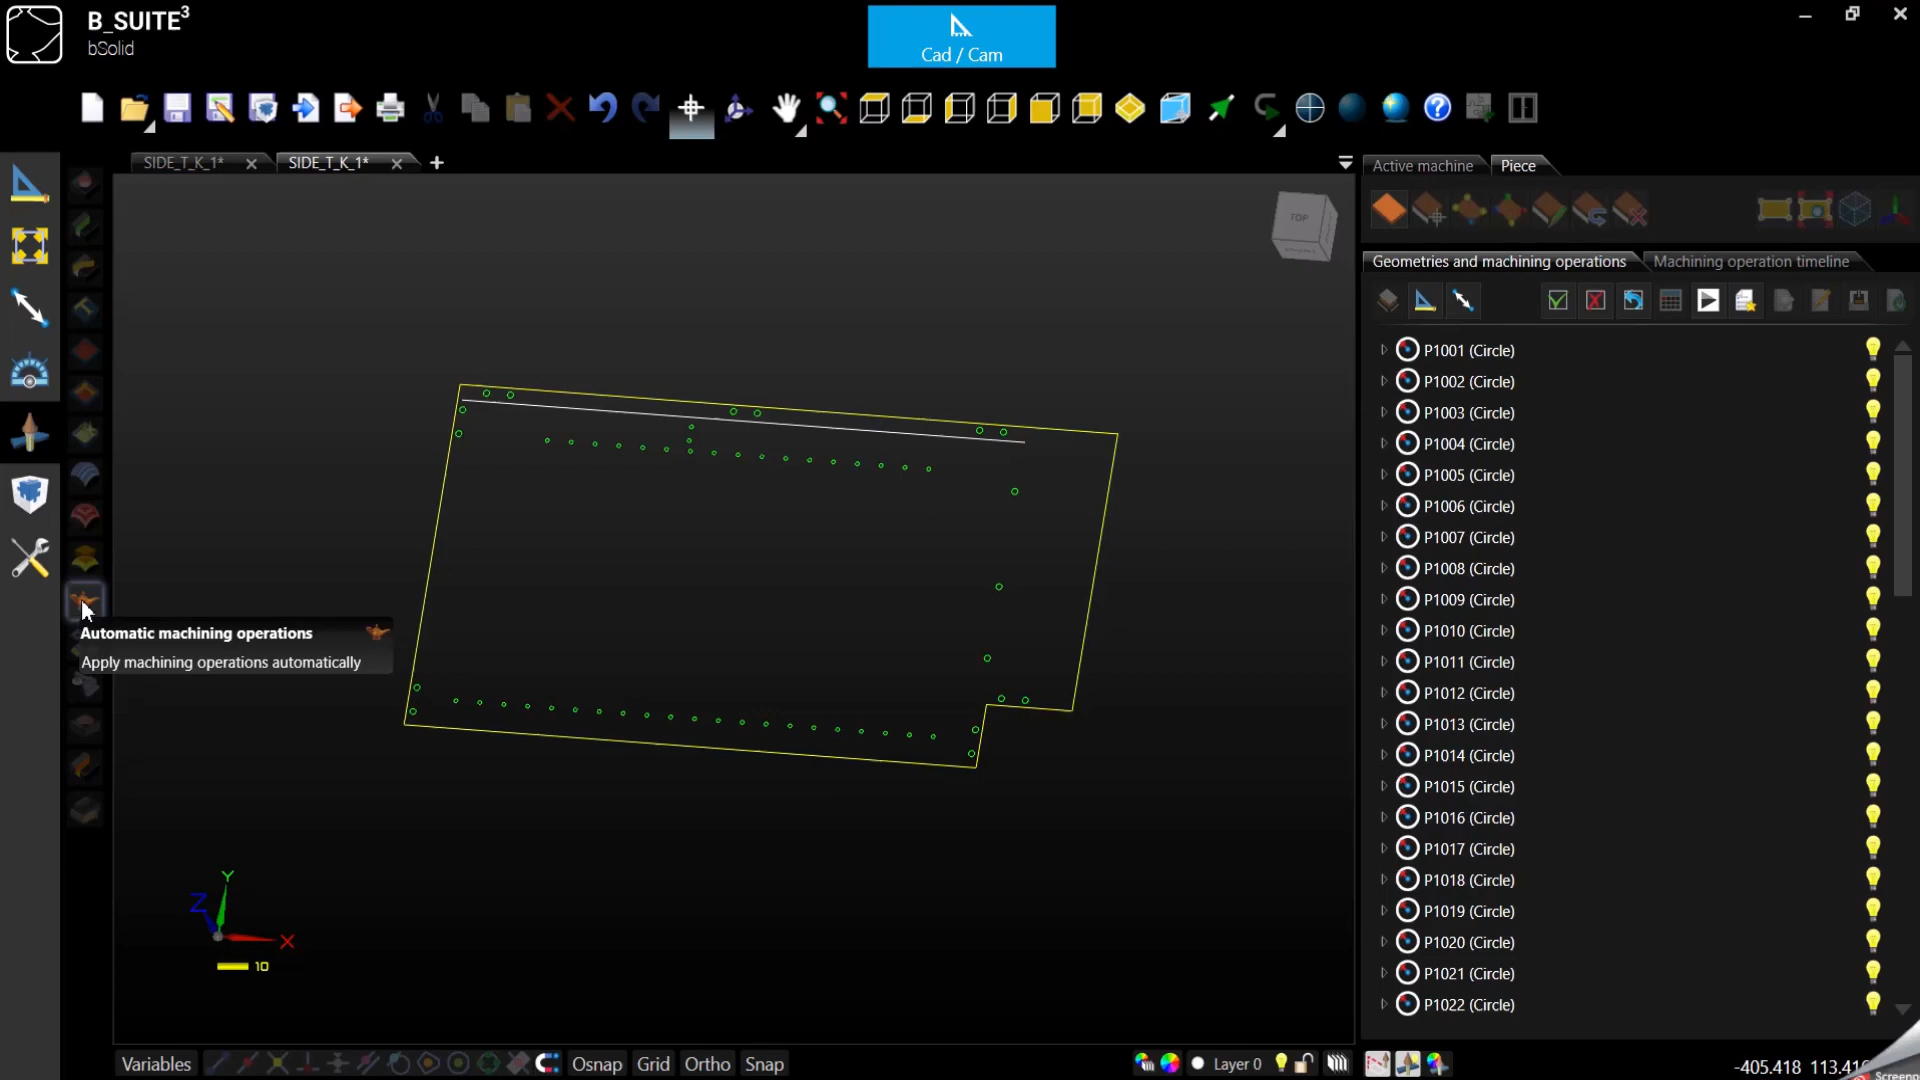 B_SUITE³
bSolid
Cad / Cam
SIDE_T_K_1*
SIDE_T_K_1*
Active machine
Piece
TOP
Geometries and machining operations
Machining operation timeline
P1001 (Circle)
P1002 (Circle)
P1003 (Circle)
P1004 (Circle)
P1005 (Circle)
P1006 (Circle)
P1007 (Circle)
P1008 (Circle)
P1009 (Circle)
P1010 (Circle)
P1011 (Circle)
P1012 (Circle)
P1013 (Circle)
P1014 (Circle)
P1015 (Circle)
P1016 (Circle)
P1017 (Circle)
P1018 (Circle)
P1019 (Circle)
P1020 (Circle)
P1021 (Circle)
P1022 (Circle)
Automatic machining operations
Apply machining operations automatically
Y
Z
X
10
Variables
Osnap
Grid
Ortho
Snap
Layer 0
-405.418